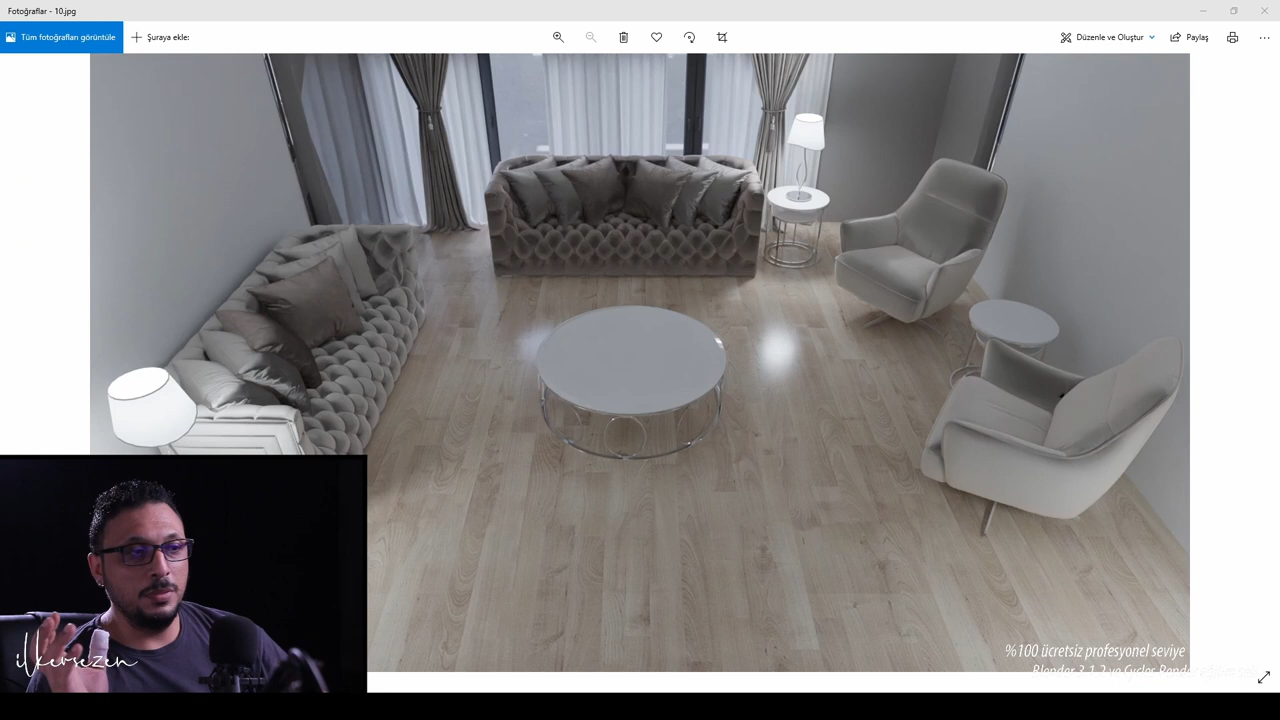 Fotoğraflar - 10.jpg
Tüm fotoğrafları görüntüle
Şuraya ekle:
Düzenle ve Oluştur
Paylaş
ilkersezen
%100 ücretsiz profesyonel seviye
Blender 3.1.2 ve Cycles Render